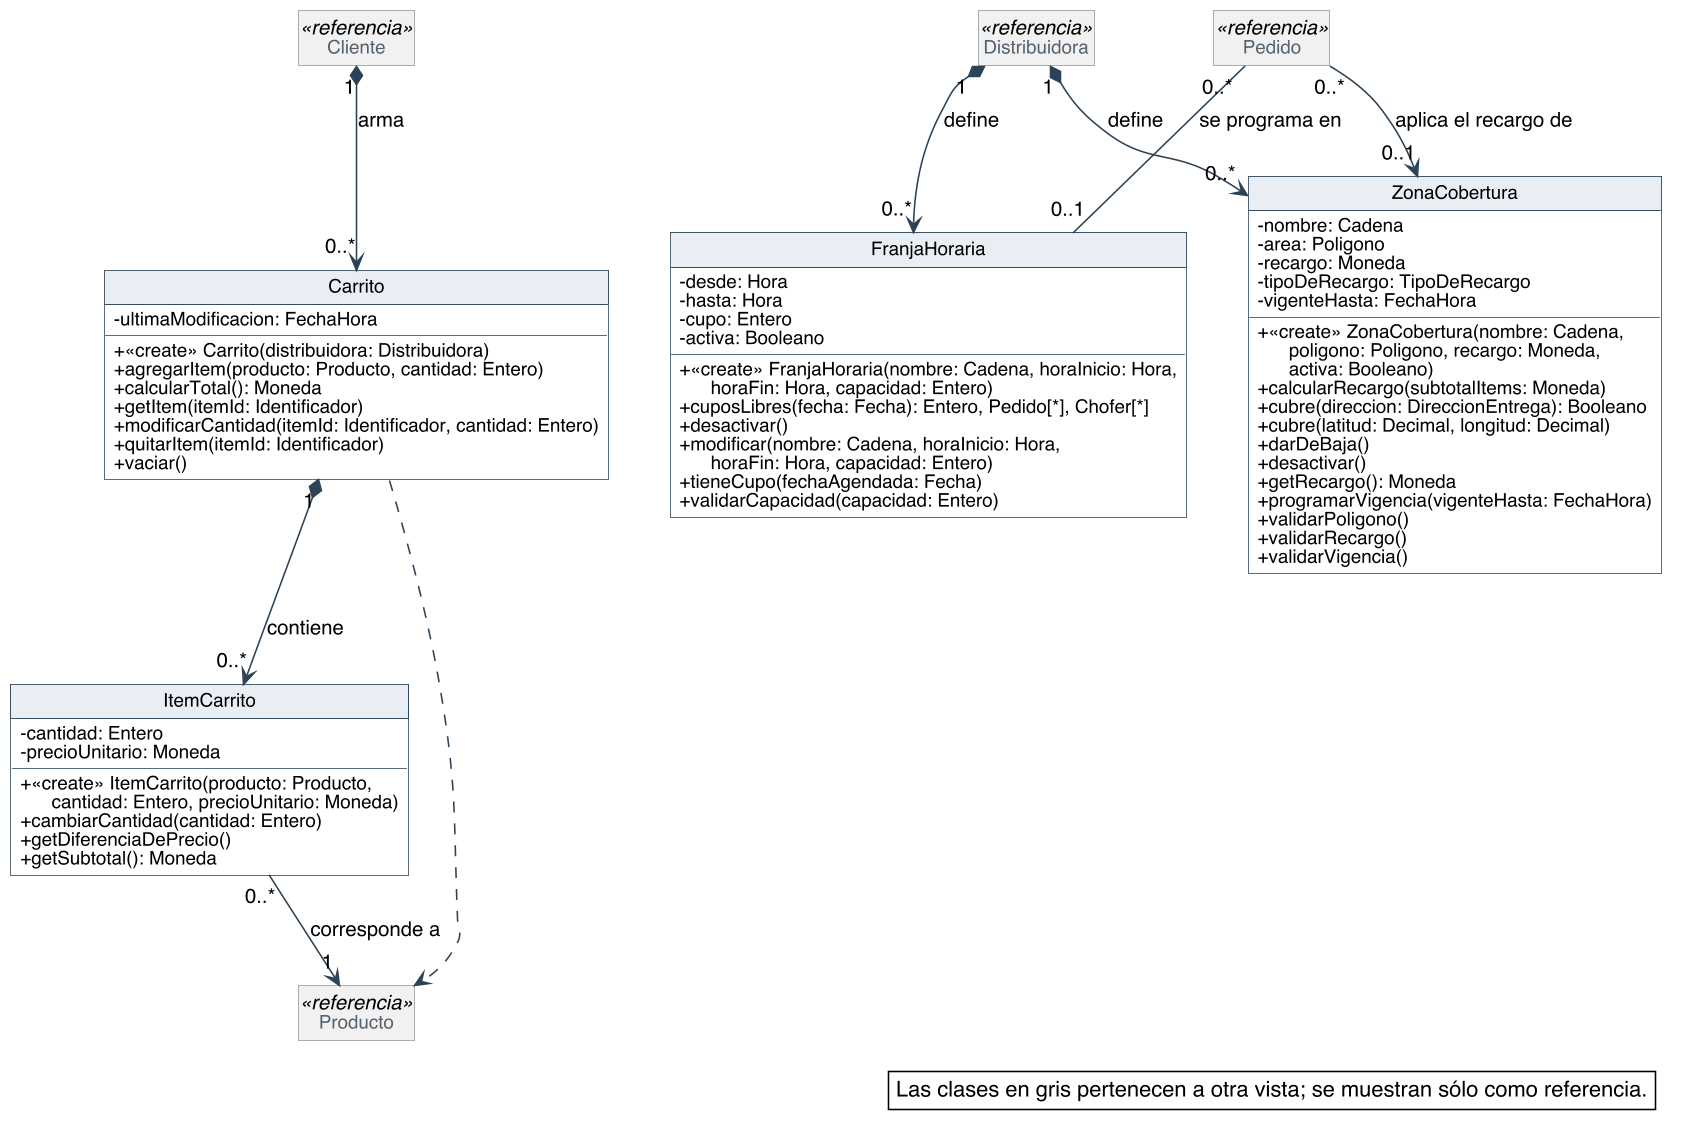 «referencia»
Cliente
1
arma
0..*
Carrito
-ultimaModificacion: FechaHora
+«create» Carrito(distribuidora: Distribuidora)
+agregarItem(producto: Producto, cantidad: Entero)
+calcularTotal(): Moneda
+getItem(itemId: Identificador)
+modificarCantidad(itemId: Identificador, cantidad: Entero)
+quitarItem(itemId: Identificador)
+vaciar()
1
contiene
0..*
ItemCarrito
-cantidad: Entero
-precioUnitario: Moneda
+«create» ItemCarrito(producto: Producto,
cantidad: Entero, precioUnitario: Moneda)
+cambiarCantidad(cantidad: Entero)
+getDiferenciaDePrecio()
+getSubtotal(): Moneda
0..*
corresponde a
1
«referencia»
Producto
«referencia»
Distribuidora
«referencia»
Pedido
1
1
0..*
0..*
define
define
se programa en
aplica el recargo de
0..1
0..*
0..*
0..1
FranjaHoraria
-desde: Hora
-hasta: Hora
-cupo: Entero
-activa: Booleano
+«create» FranjaHoraria(nombre: Cadena, horaInicio: Hora,
horaFin: Hora, capacidad: Entero)
+cuposLibres(fecha: Fecha): Entero, Pedido[*], Chofer[*]
+desactivar()
+modificar(nombre: Cadena, horaInicio: Hora,
horaFin: Hora, capacidad: Entero)
+tieneCupo(fechaAgendada: Fecha)
+validarCapacidad(capacidad: Entero)
ZonaCobertura
-nombre: Cadena
-area: Poligono
-recargo: Moneda
-tipoDeRecargo: TipoDeRecargo
-vigenteHasta: FechaHora
+«create» ZonaCobertura(nombre: Cadena,
poligono: Poligono, recargo: Moneda,
activa: Booleano)
+calcularRecargo(subtotalItems: Moneda)
+cubre(direccion: DireccionEntrega): Booleano
+cubre(latitud: Decimal, longitud: Decimal)
+darDeBaja()
+desactivar()
+getRecargo(): Moneda
+programarVigencia(vigenteHasta: FechaHora)
+validarPoligono()
+validarRecargo()
+validarVigencia()
Las clases en gris pertenecen a otra vista; se muestran sólo como referencia.